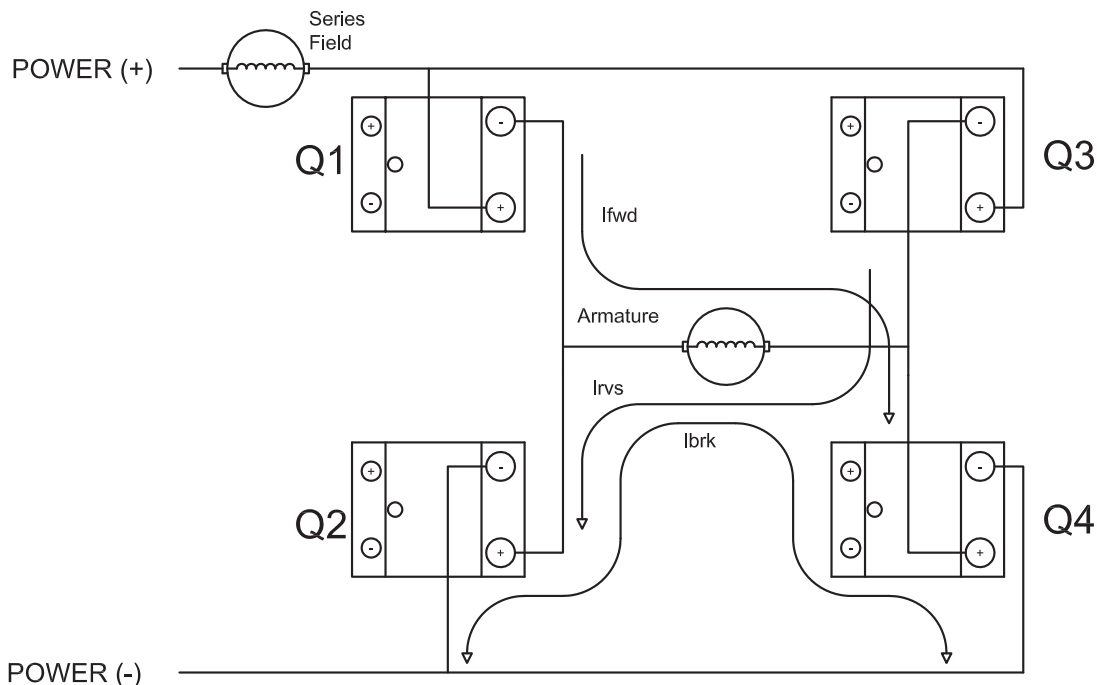 Series
Field
POWER (+)
+
-
-
+
Q1
+
-
-
+
Q3
Ifwd
Armature
Irvs
Ibrk
+
-
-
+
Q2
+
-
-
+
Q4
POWER (-)